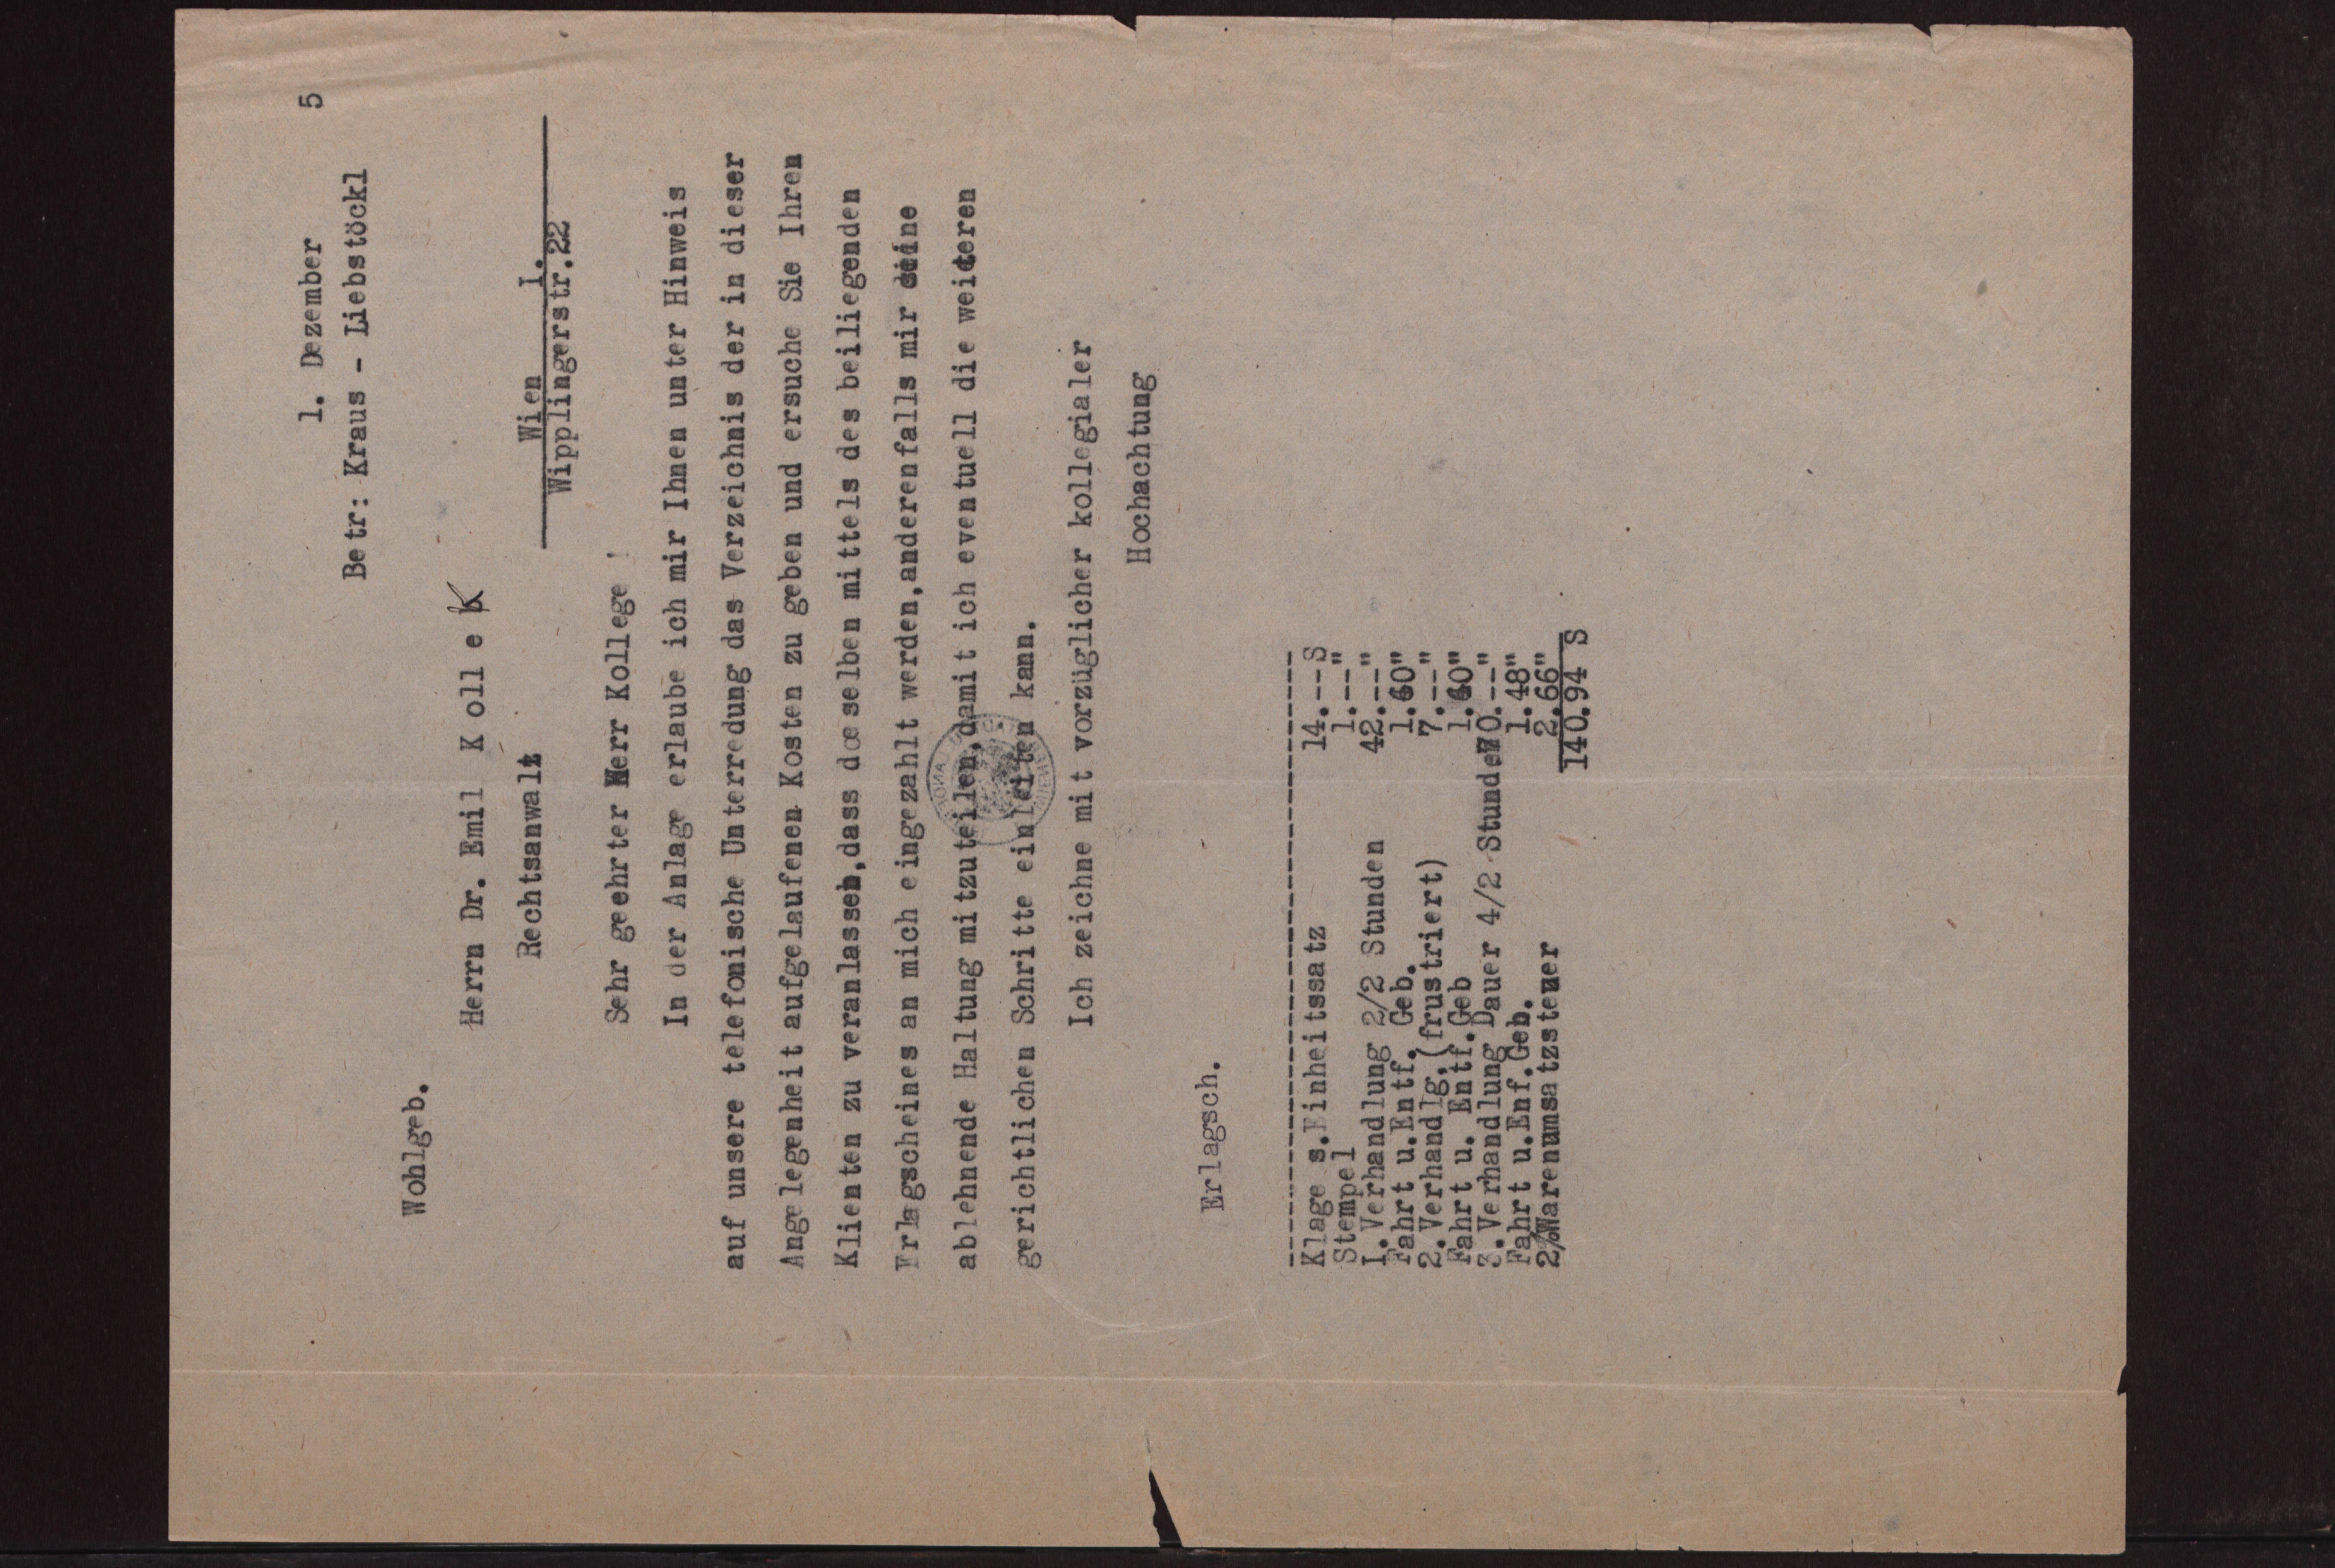 1. Dezember 5
Betr: Kraus - Liebstöckl
Wohlgeb.
Herrn Dr. Emil K o l l e k
Rechtsanwalt
Wien I.
Wipplingerstr.22
Sehr geehrter Herr Kollege !
In der Anlage erlaube ich mir Ihnen unter Hinweis
auf unsere telefonische Unterredung das Verzeichnis der in dieser
Angelegenheit aufgelaufenen Kosten zu geben und ersuche Sie Ihren
Klienten zu veranlassen,dass dieselben mittels des beiliegenden
Erlagscheines an mich eingezahlt werden,anderenfalls mir seine
ablehnende Haltung mitzuteilen,damit ich eventuell die weiteren
gerichtlichen Schritte einleiten kann.
Ich zeichne mit vorzüglicher kollegialer
Hochachtung
Erlagsch.
Klage s.Einheitssatz 14.--S
Stempel 1.--"
1.Verhandlung 2/2 Stunden 42.--"
Fahrt u.Entf. Geb. 1.60"
2.Verhandlg.(frustriert) 7.--"
Fahrt u. Entf.Geb 1.60"
3.Verhandlung Dauer 4/2 Stunden 70.--"
Fahrt u.Enf.Geb. 1.48"
2%Warenumsatzsteuer 2.66"
140.94 S